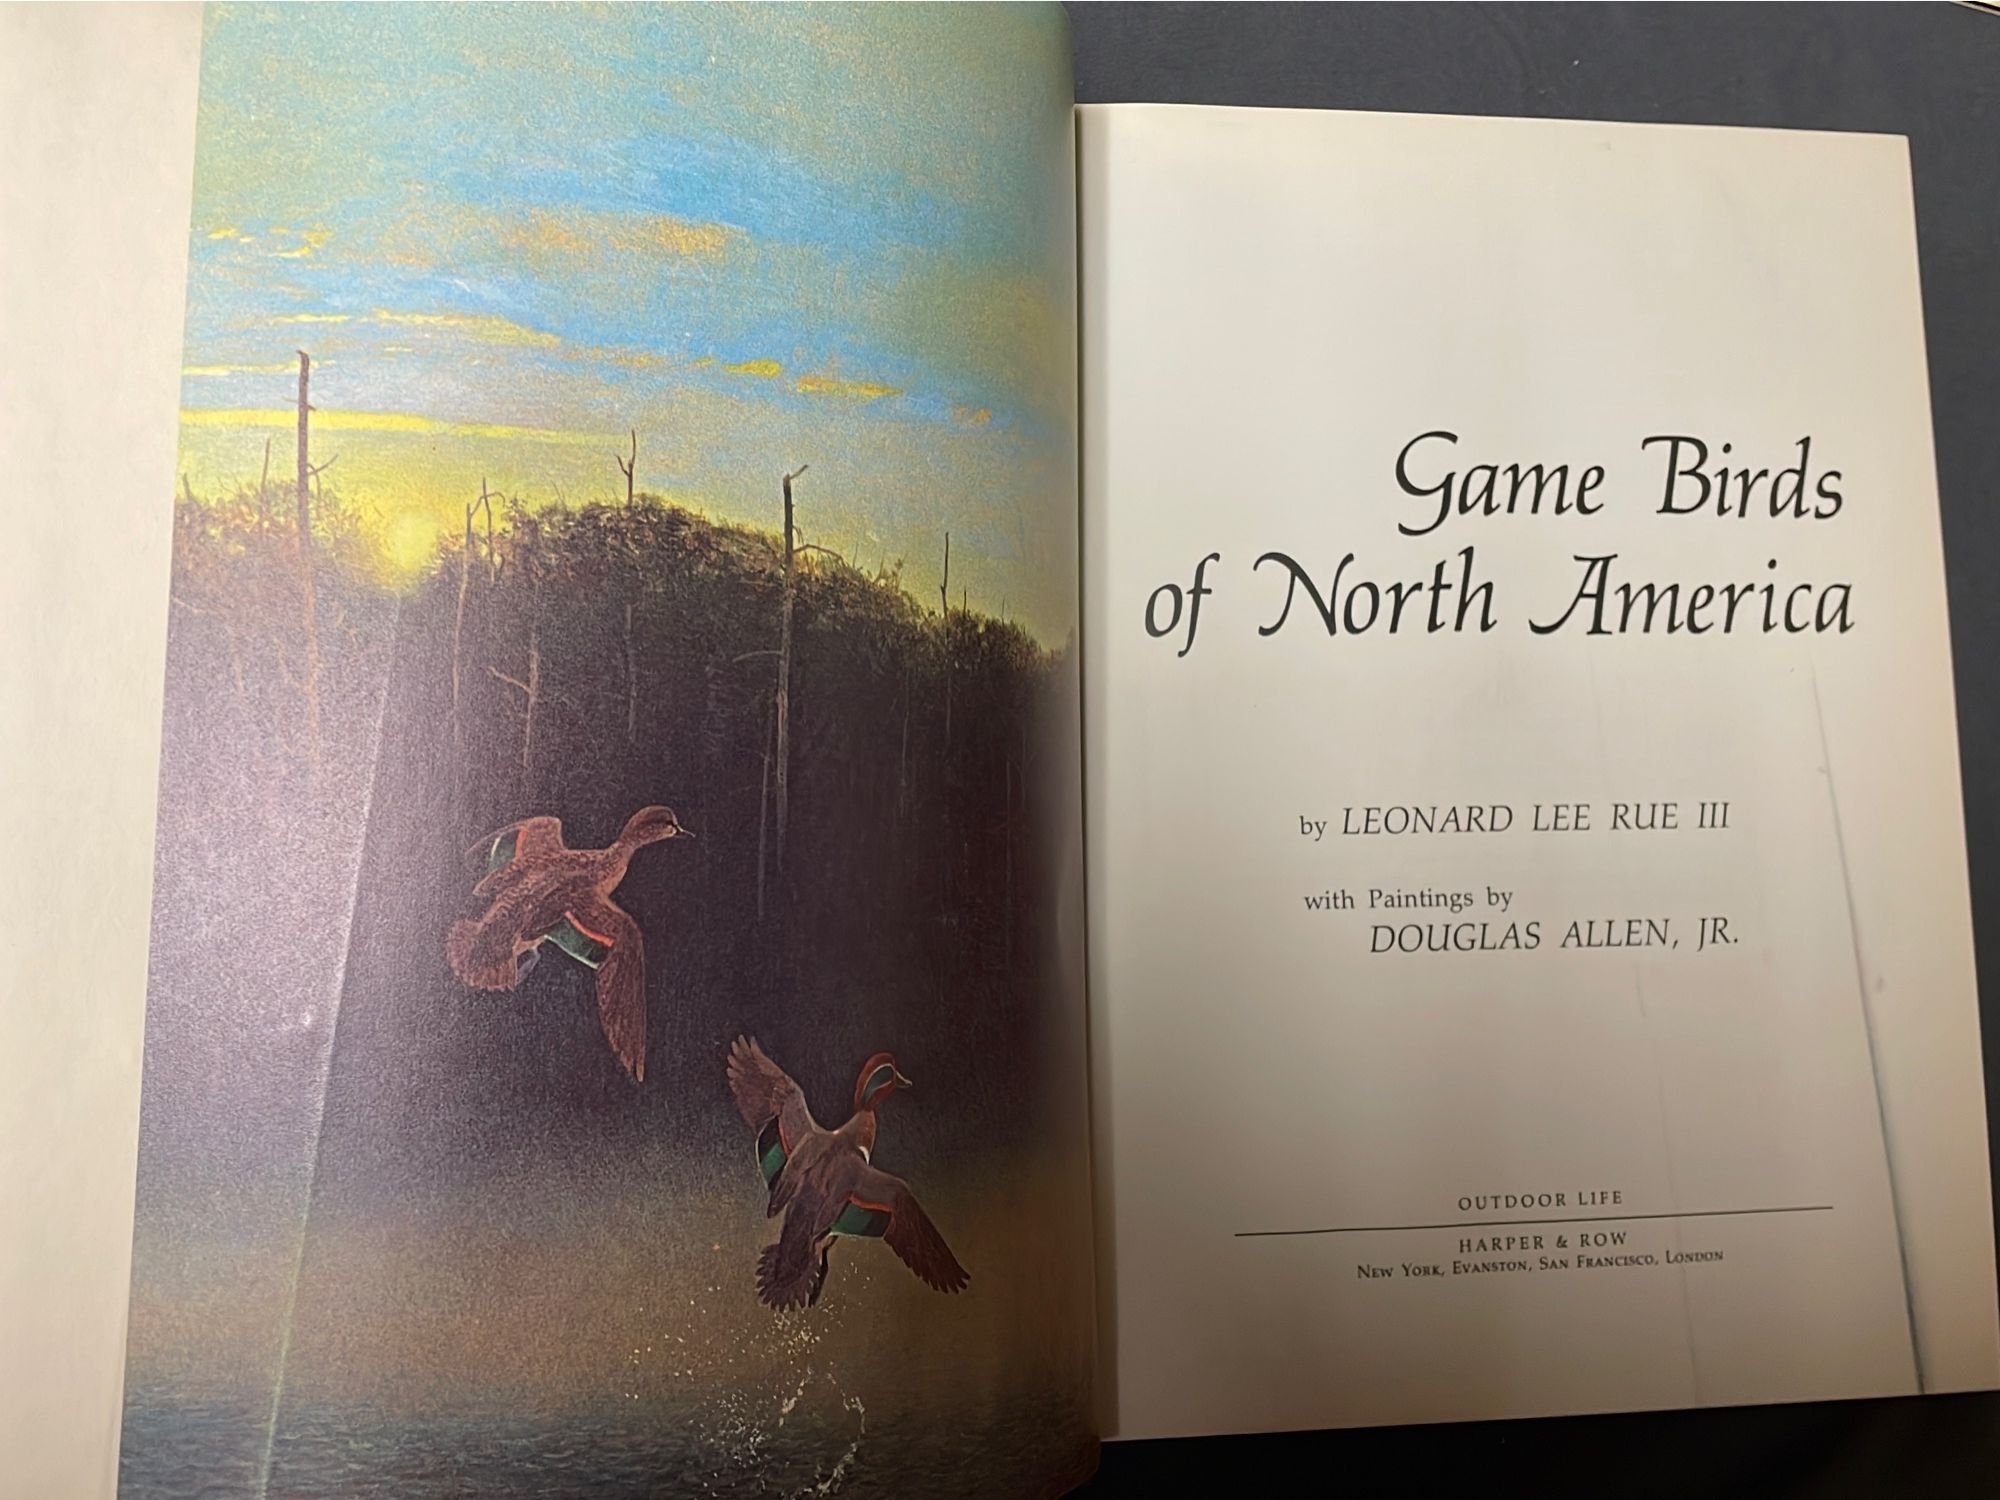 Game Birds
of North America
by LEONARD LEE RUE III
with Paintings by
DOUGLAS ALLEN, JR.
OUTDOOR LIFE
HARPER & ROW
NEW YORK, EVANSTON, SAN FRANCISCO, LONDON